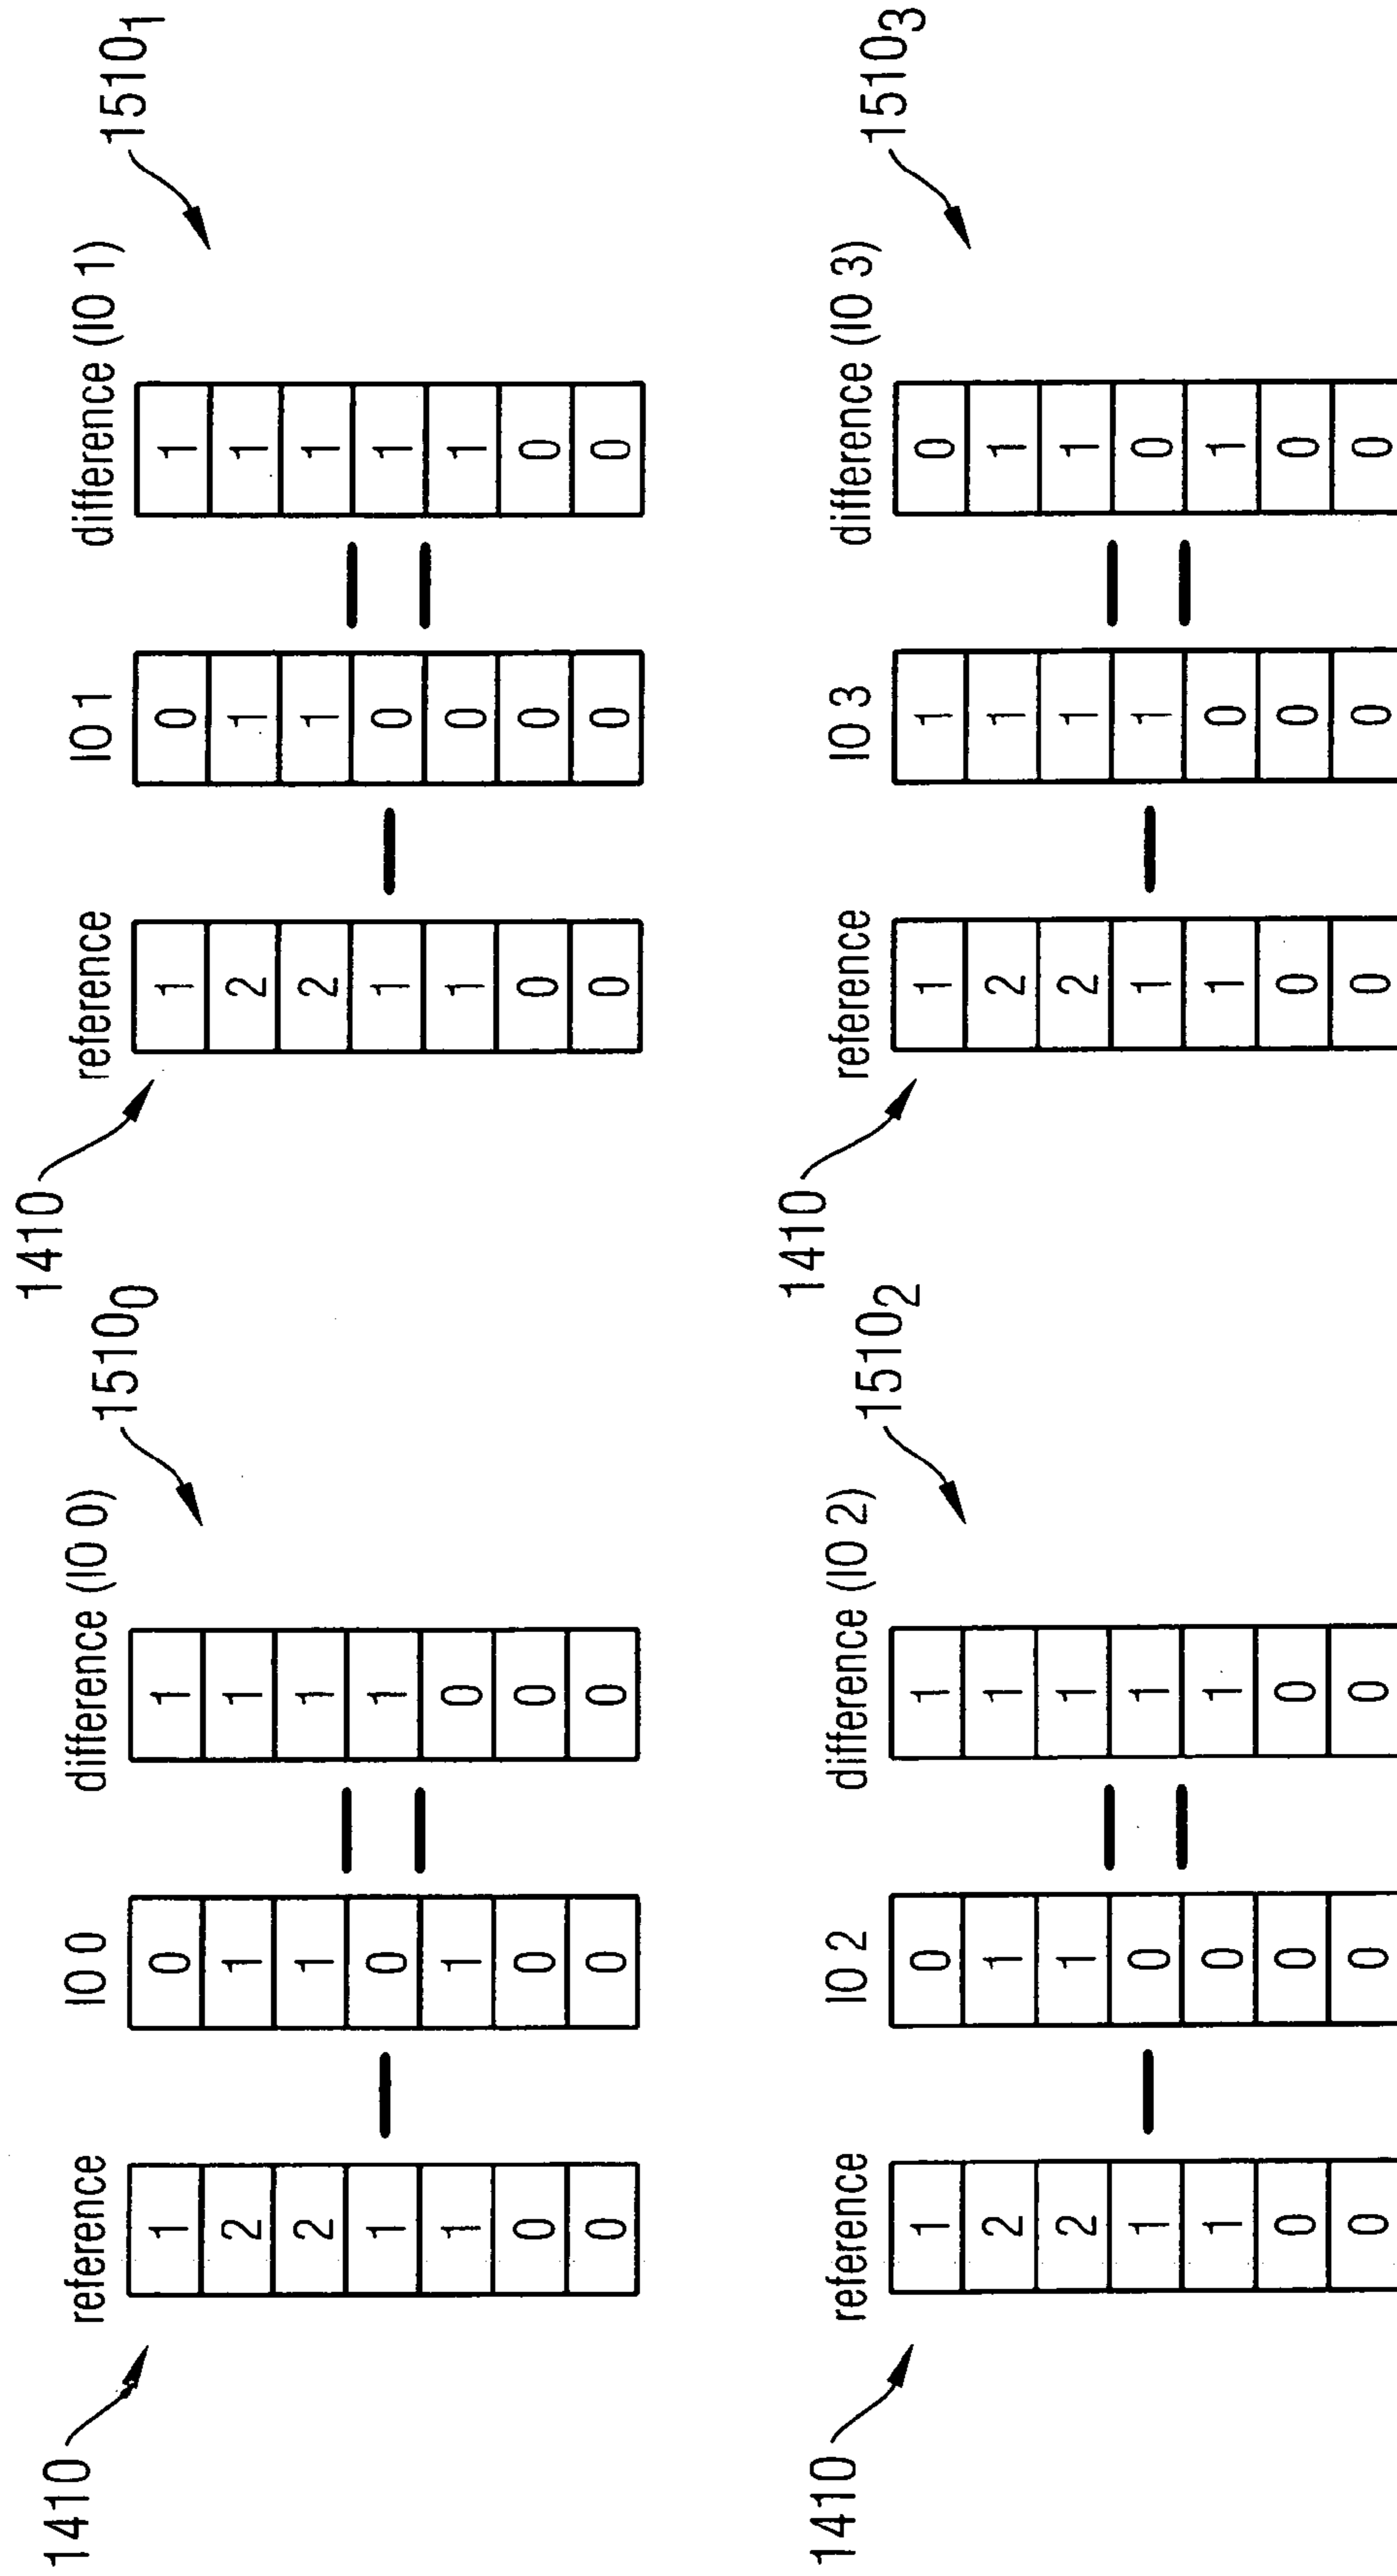 1410 1510₀ 1410 1510₁
reference IO 0 difference (IO 0) reference IO 1 difference (IO 1)
1 0 1 1 0 1
2 1 1 2 1 1
2 — 1 = 1 2 — 1 = 1
1 0 1 1 0 1
1 1 0 1 0 1
0 0 0 0 0 0
0 0 0 0 0 0
1410 1510₂ 1410 1510₃
reference IO 2 difference (IO 2) reference IO 3 difference (IO 3)
1 0 1 1 1 0
2 1 1 2 1 1
2 — 1 = 1 2 — 1 = 1
1 0 1 1 1 0
1 0 1 1 0 1
0 0 0 0 0 0
0 0 0 0 0 0